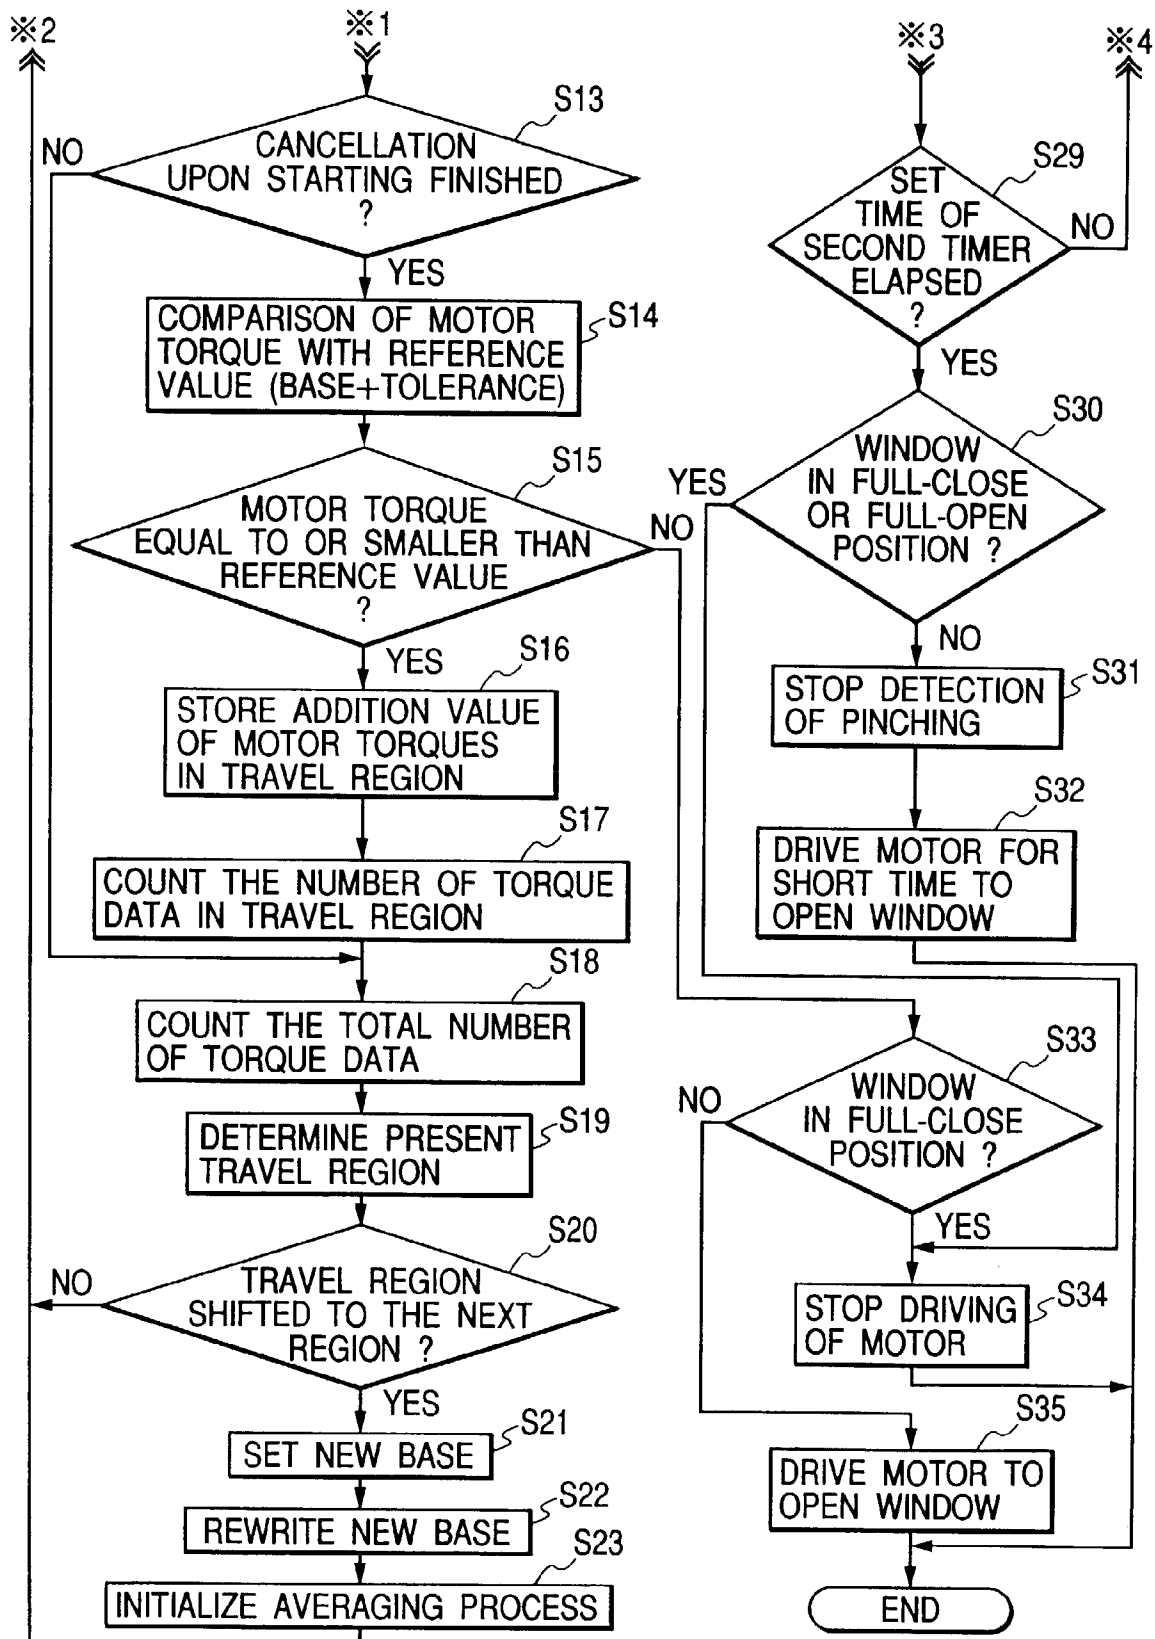 ※2
※1
S13
NO
CANCELLATION
UPON STARTING FINISHED
?
YES
COMPARISON OF MOTOR
TORQUE WITH REFERENCE
VALUE (BASE+TOLERANCE)
S14
S15
MOTOR TORQUE
EQUAL TO OR SMALLER THAN
REFERENCE VALUE
?
NO
YES
S16
STORE ADDITION VALUE
OF MOTOR TORQUES
IN TRAVEL REGION
S17
COUNT THE NUMBER OF TORQUE
DATA IN TRAVEL REGION
S18
COUNT THE TOTAL NUMBER
OF TORQUE DATA
DETERMINE PRESENT
TRAVEL REGION
S19
S20
NO
TRAVEL REGION
SHIFTED TO THE NEXT
REGION ?
YES
S21
SET NEW BASE
S22
REWRITE NEW BASE
S23
INITIALIZE AVERAGING PROCESS
※3
※4
S29
SET
TIME OF
SECOND TIMER
ELAPSED
?
NO
YES
S30
YES
WINDOW
IN FULL-CLOSE
OR FULL-OPEN
POSITION ?
NO
STOP DETECTION
OF PINCHING
S31
S32
DRIVE MOTOR FOR
SHORT TIME TO
OPEN WINDOW
S33
NO
WINDOW
IN FULL-CLOSE
POSITION ?
YES
STOP DRIVING
OF MOTOR
S34
S35
DRIVE MOTOR TO
OPEN WINDOW
END